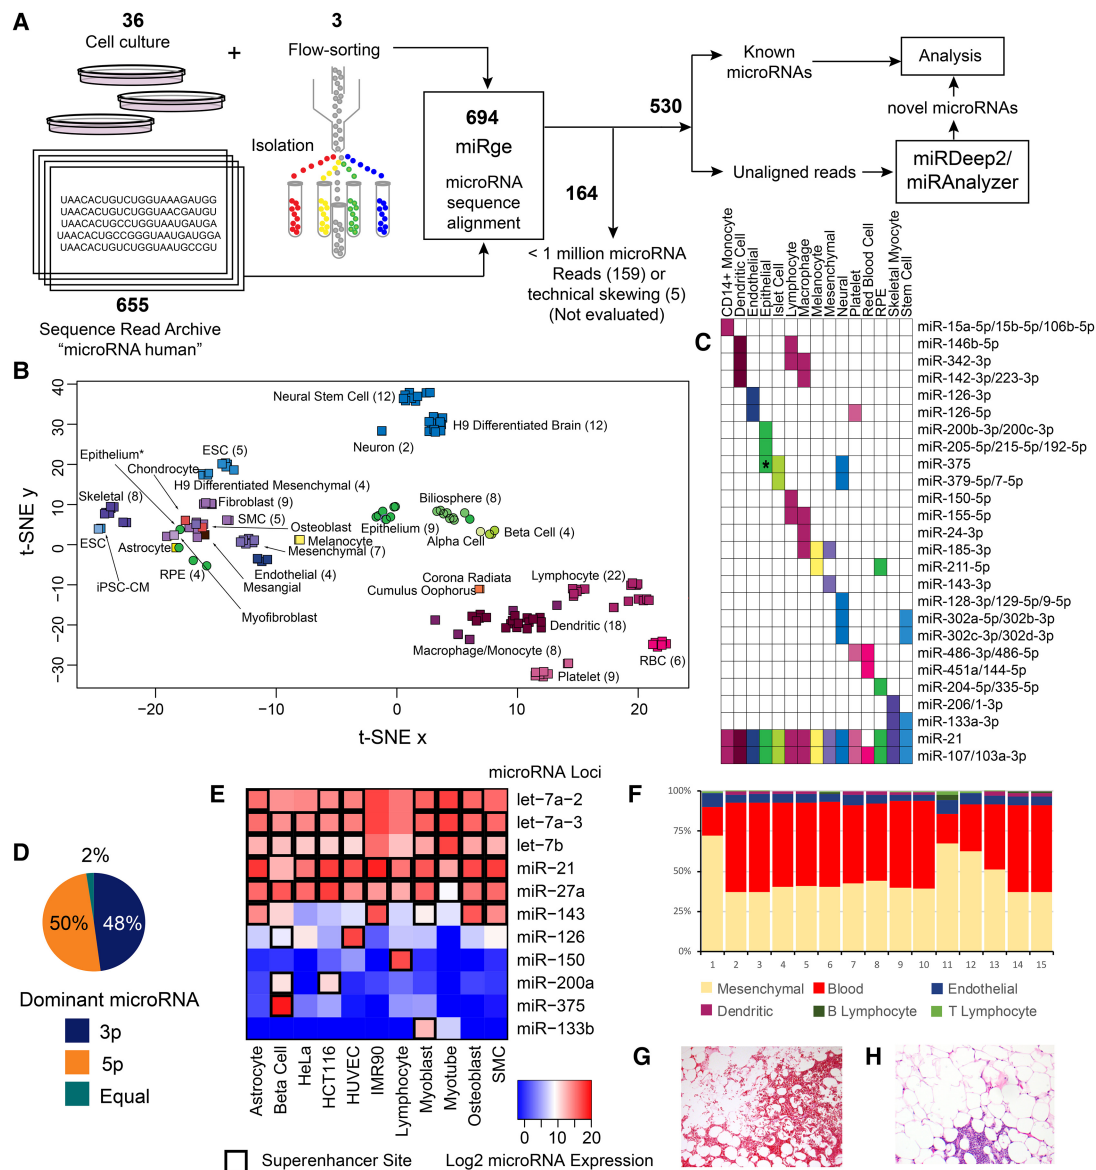 A
36
Cell culture
+
3
Flow-sorting
Isolation
UAACACUGUCUGGUAAAGAUGG
UAACACUGUCUGGUAACGAUGU
UAACACUGCCUGGUAAUGAUGA
UAACACUGCCGGGUAAUGAUGGA
UAACACUGUCUGGUAAUGCCGU
655
Sequence Read Archive
“microRNA human”
694
miRge
microRNA
sequence
alignment
164
< 1 million microRNA
Reads (159) or
technical skewing (5)
(Not evaluated)
530
Known
microRNAs
Analysis
novel microRNAs
Unaligned reads
miRDeep2/
miRAnalyzer
B
40
30
20
10
0
−10
−20
−30
t-SNE y
−20
−10
0
10
20
t-SNE x
Neural Stem Cell (12)
H9 Differentiated Brain (12)
Neuron (2)
Epithelium*
ESC (5)
Chondrocyte
H9 Differentiated Mesenchymal (4)
Skeletal (8)
Fibroblast (9)
SMC (5)
Osteoblast
Melanocyte
Mesenchymal (7)
ESC
Astrocyte
iPSC-CM
RPE (4)
Endothelial (4)
Mesangial
Myofibroblast
Biliosphere (8)
Epithelium (9)
Alpha Cell
Beta Cell (4)
Corona Radiata
Cumulus Oophorus
Lymphocyte (22)
Dendritic (18)
Macrophage/Monocyte (8)
RBC (6)
Platelet (9)
C
CD14+ Monocyte
Dendritic Cell
Endothelial
Epithelial
Islet Cell
Lymphocyte
Macrophage
Melanocyte
Mesenchymal
Neural
Platelet
Red Blood Cell
RPE
Skeletal Myocyte
Stem Cell
miR-15a-5p/15b-5p/106b-5p
miR-146b-5p
miR-342-3p
miR-142-3p/223-3p
miR-126-3p
miR-126-5p
miR-200b-3p/200c-3p
miR-205-5p/215-5p/192-5p
*
miR-375
miR-379-5p/7-5p
miR-150-5p
miR-155-5p
miR-24-3p
miR-185-3p
miR-211-5p
miR-143-3p
miR-128-3p/129-5p/9-5p
miR-302a-5p/302b-3p
miR-302c-3p/302d-3p
miR-486-3p/486-5p
miR-451a/144-5p
miR-204-5p/335-5p
miR-206/1-3p
miR-133a-3p
miR-21
miR-107/103a-3p
D
2%
50%
48%
Dominant microRNA
3p
5p
Equal
E
microRNA Loci
let−7a−2
let−7a−3
let−7b
miR−21
miR−27a
miR−143
miR−126
miR−150
miR−200a
miR−375
miR−133b
Astrocyte
Beta Cell
HeLa
HCT116
HUVEC
IMR90
Lymphocyte
Myoblast
Myotube
Osteoblast
SMC
0
10
20
Superenhancer Site
Log2 microRNA Expression
F
100%
75%
50%
25%
0%
1 2 3 4 5 6 7 8 9 10 11 12 13 14 15
Mesenchymal
Blood
Endothelial
Dendritic
B Lymphocyte
T Lymphocyte
G
H